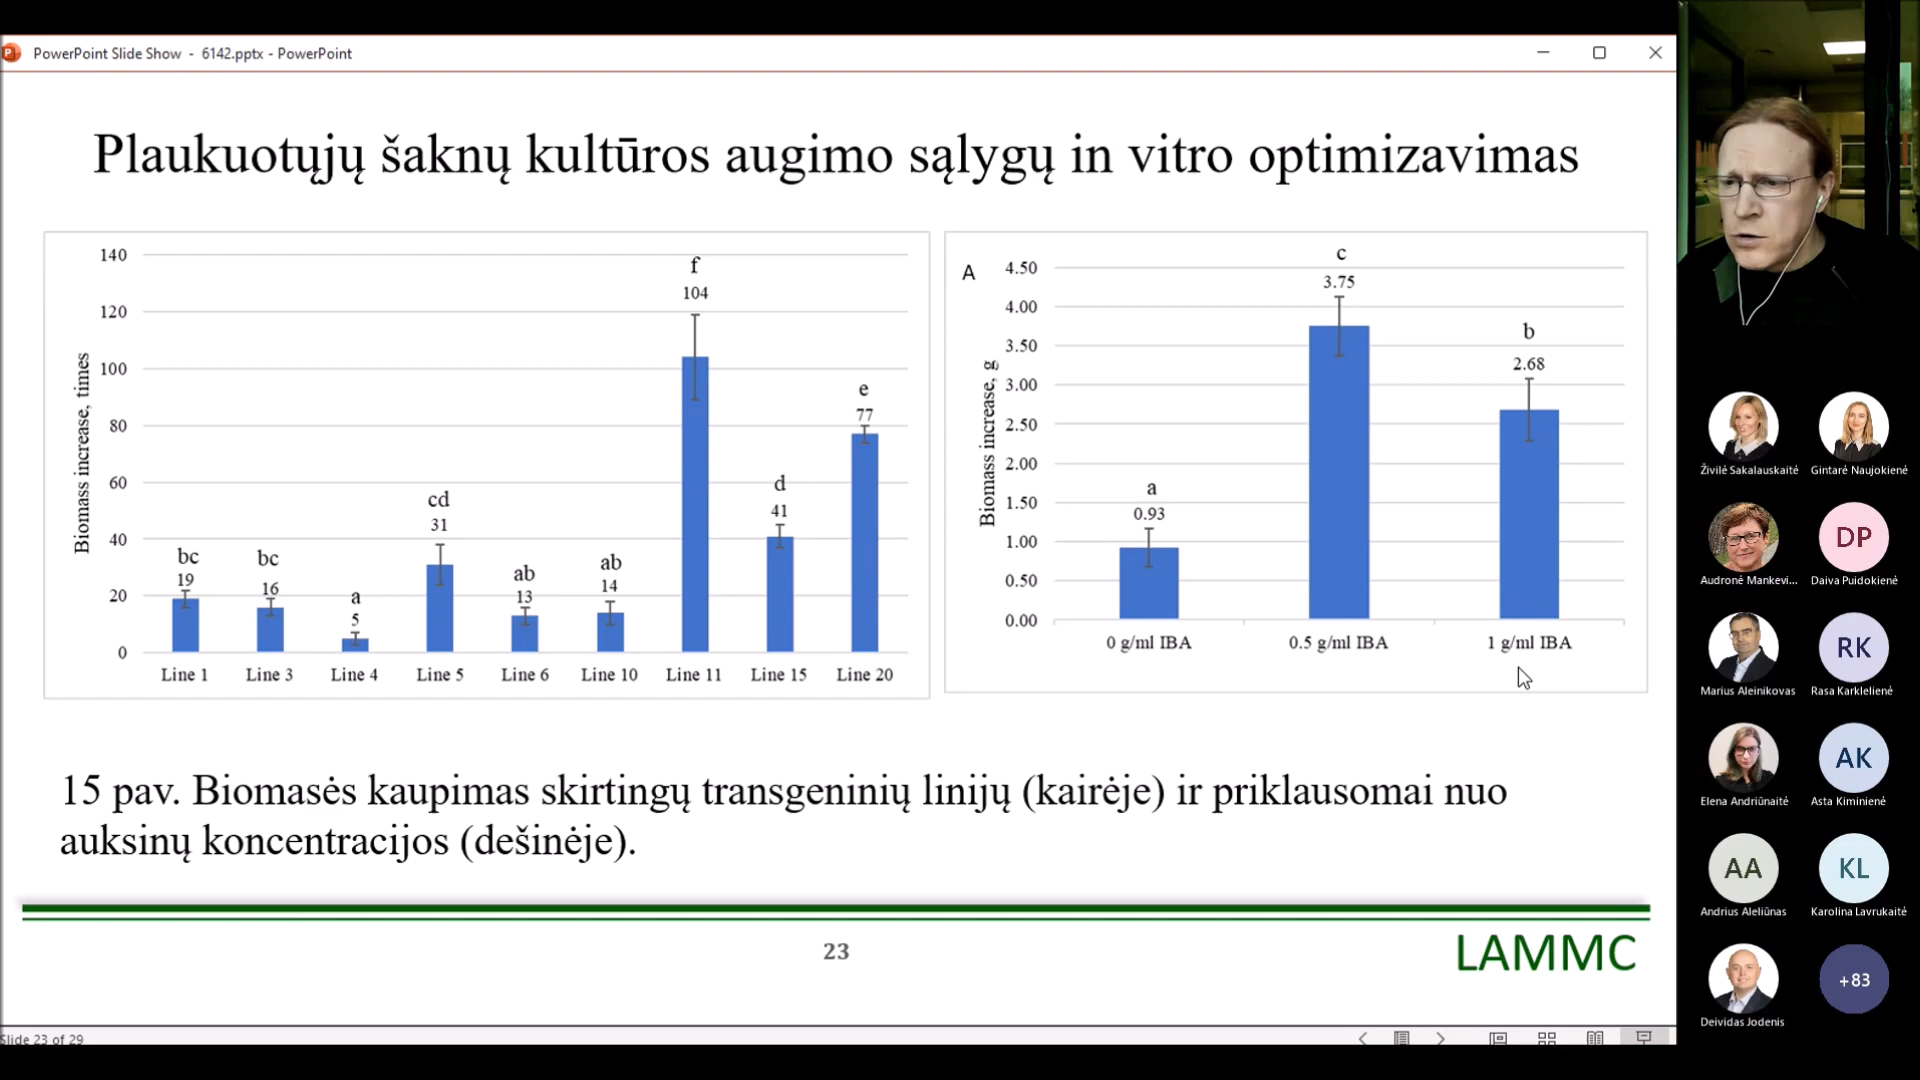 PowerPoint Slide Show - 6142.pptx - PowerPoint
Plaukuotųjų šaknų kultūros augimo sąlygų in vitro optimizavimas
Biomass increase, times
140
120
100
80
60
40
20
0
bc
19
bc
16
a
5
cd
31
ab
13
ab
14
f
104
d
41
e
77
Line 1 Line 3 Line 4 Line 5 Line 6 Line 10 Line 11 Line 15 Line 20
A
Biomass increase, g
4.50
4.00
3.50
3.00
2.50
2.00
1.50
1.00
0.50
0.00
a
0.93
c
3.75
b
2.68
0 g/ml IBA 0.5 g/ml IBA 1 g/ml IBA
15 pav. Biomasės kaupimas skirtingų transgeninių linijų (kairėje) ir priklausomai nuo
auksinų koncentracijos (dešinėje).
23
LAMMC
Slide 23 of 29
Živilė Sakalauskaitė
Gintarė Naujokienė
Audronė Mankevi...
DP
Daiva Puidokienė
Marius Aleinikovas
RK
Rasa Karklelienė
Elena Andriūnaitė
AK
Asta Kiminienė
AA
Andrius Aleliūnas
KL
Karolina Lavrukaitė
Deividas Jodenis
+83